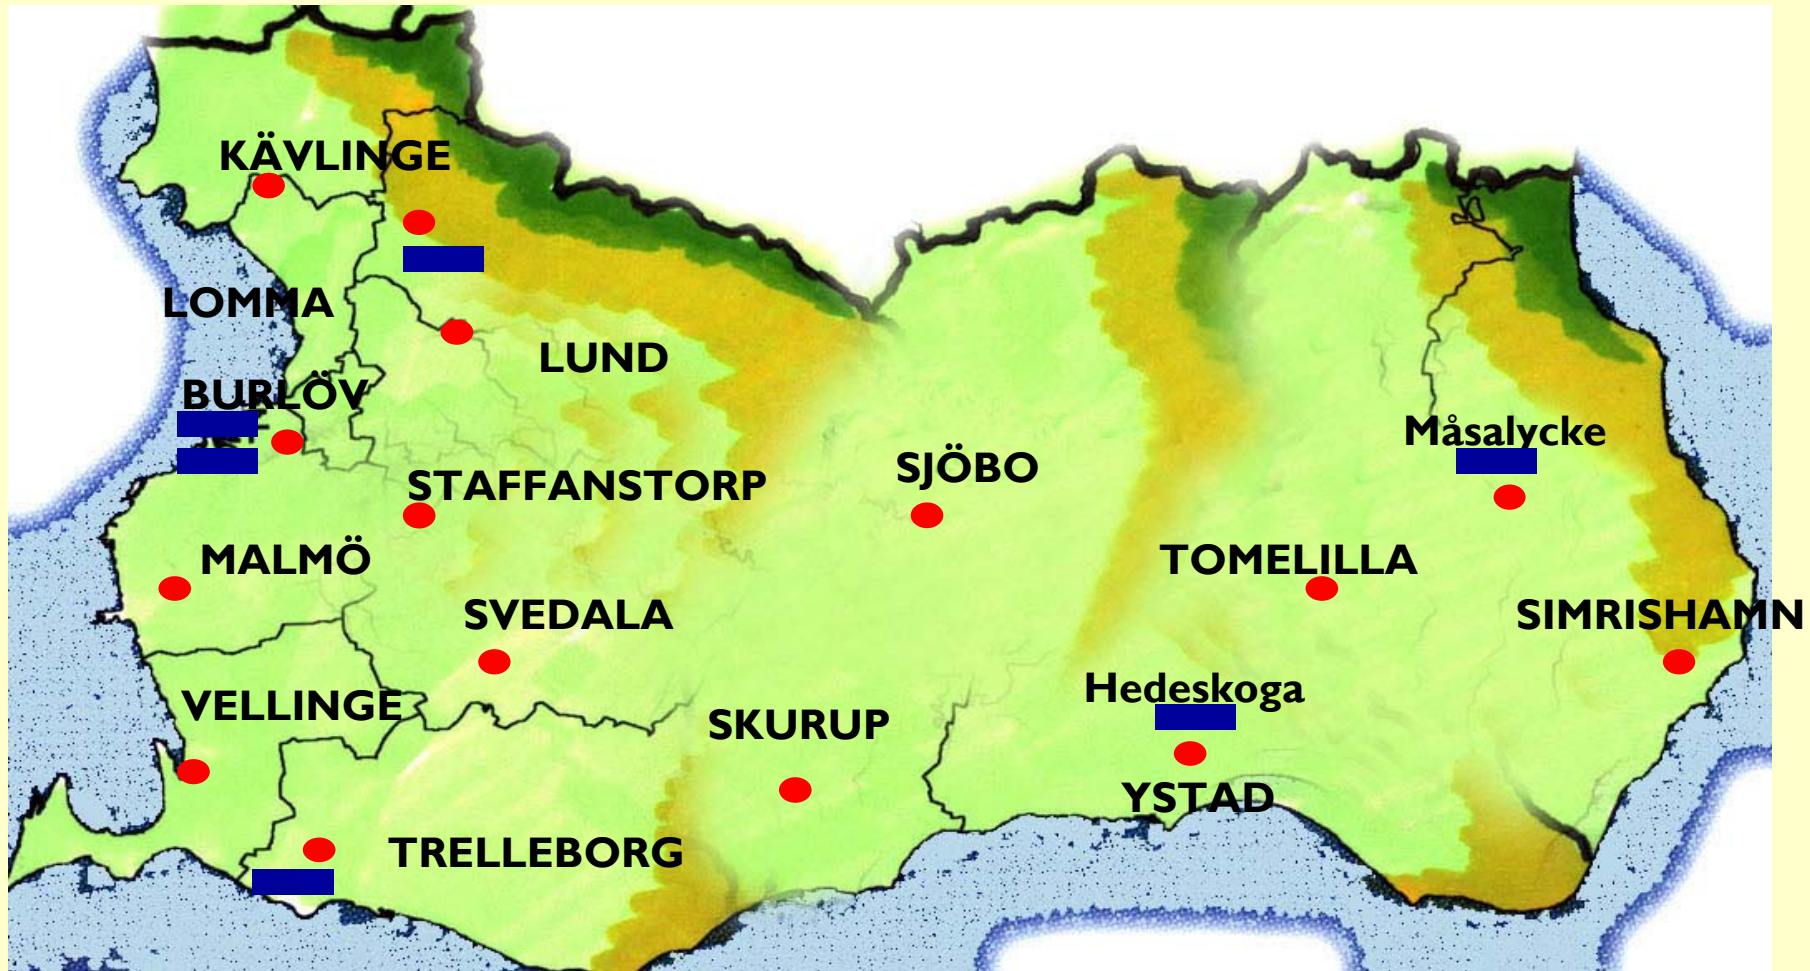 KÄVLINGE
LOMMA
LUND
BURLÖV
Måsalycke
SJÖBO
STAFFANSTORP
MALMÖ
TOMELILLA
SVEDALA
SIMRISHAMN
Hedeskoga
VELLINGE
SKURUP
YSTAD
TRELLEBORG